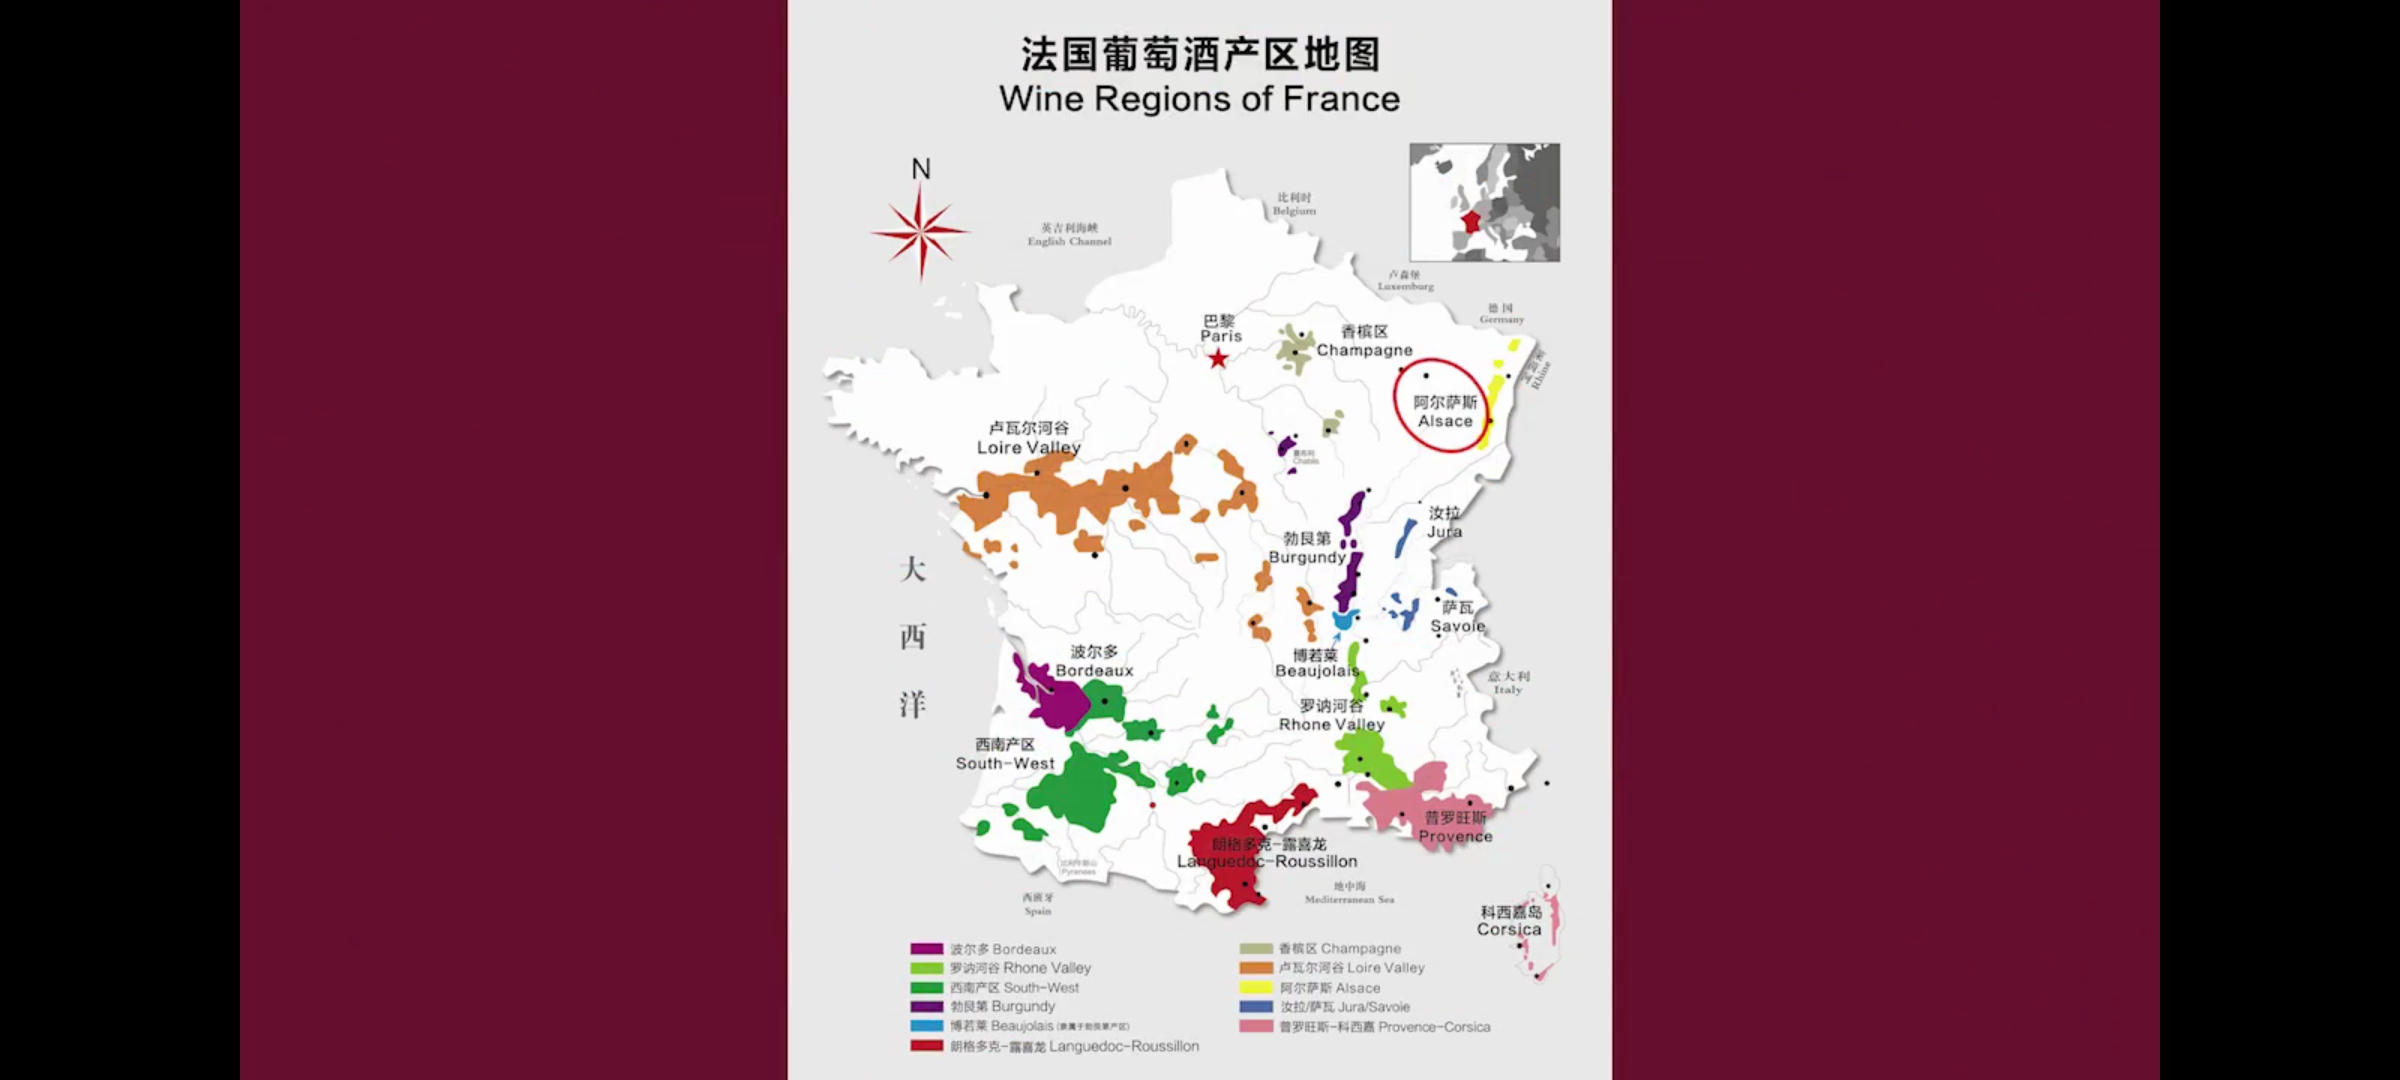 法国葡萄酒产区地图
Wine Regions of France
N
比利时
Belgium
英吉利海峡
English Channel
卢森堡
Luxemburg
德国
Germany
Rhine
巴黎
Paris
香槟区
Champagne
阿尔萨斯
Alsace
卢瓦尔河谷
Loire Valley
Chablis
汝拉
Jura
勃艮第
Burgundy
大西洋
萨瓦
Savoie
波尔多
Bordeaux
博若莱
Beaujolais
意大利
Italy
罗讷河谷
Rhone Valley
西南产区
South-West
普罗旺斯
Provence
朗格多克-露喜龙
Languedoc-Roussillon
比利牛斯山
Pyrenees
地中海
Mediterranean Sea
西班牙
Spain
科西嘉岛
Corsica
波尔多 Bordeaux
罗讷河谷 Rhone Valley
西南产区 South-West
勃艮第 Burgundy
博若莱 Beaujolais (隶属于勃艮第产区)
朗格多克-露喜龙 Languedoc-Roussillon
香槟区 Champagne
卢瓦尔河谷 Loire Valley
阿尔萨斯 Alsace
汝拉/萨瓦 Jura/Savoie
普罗旺斯-科西嘉 Provence-Corsica